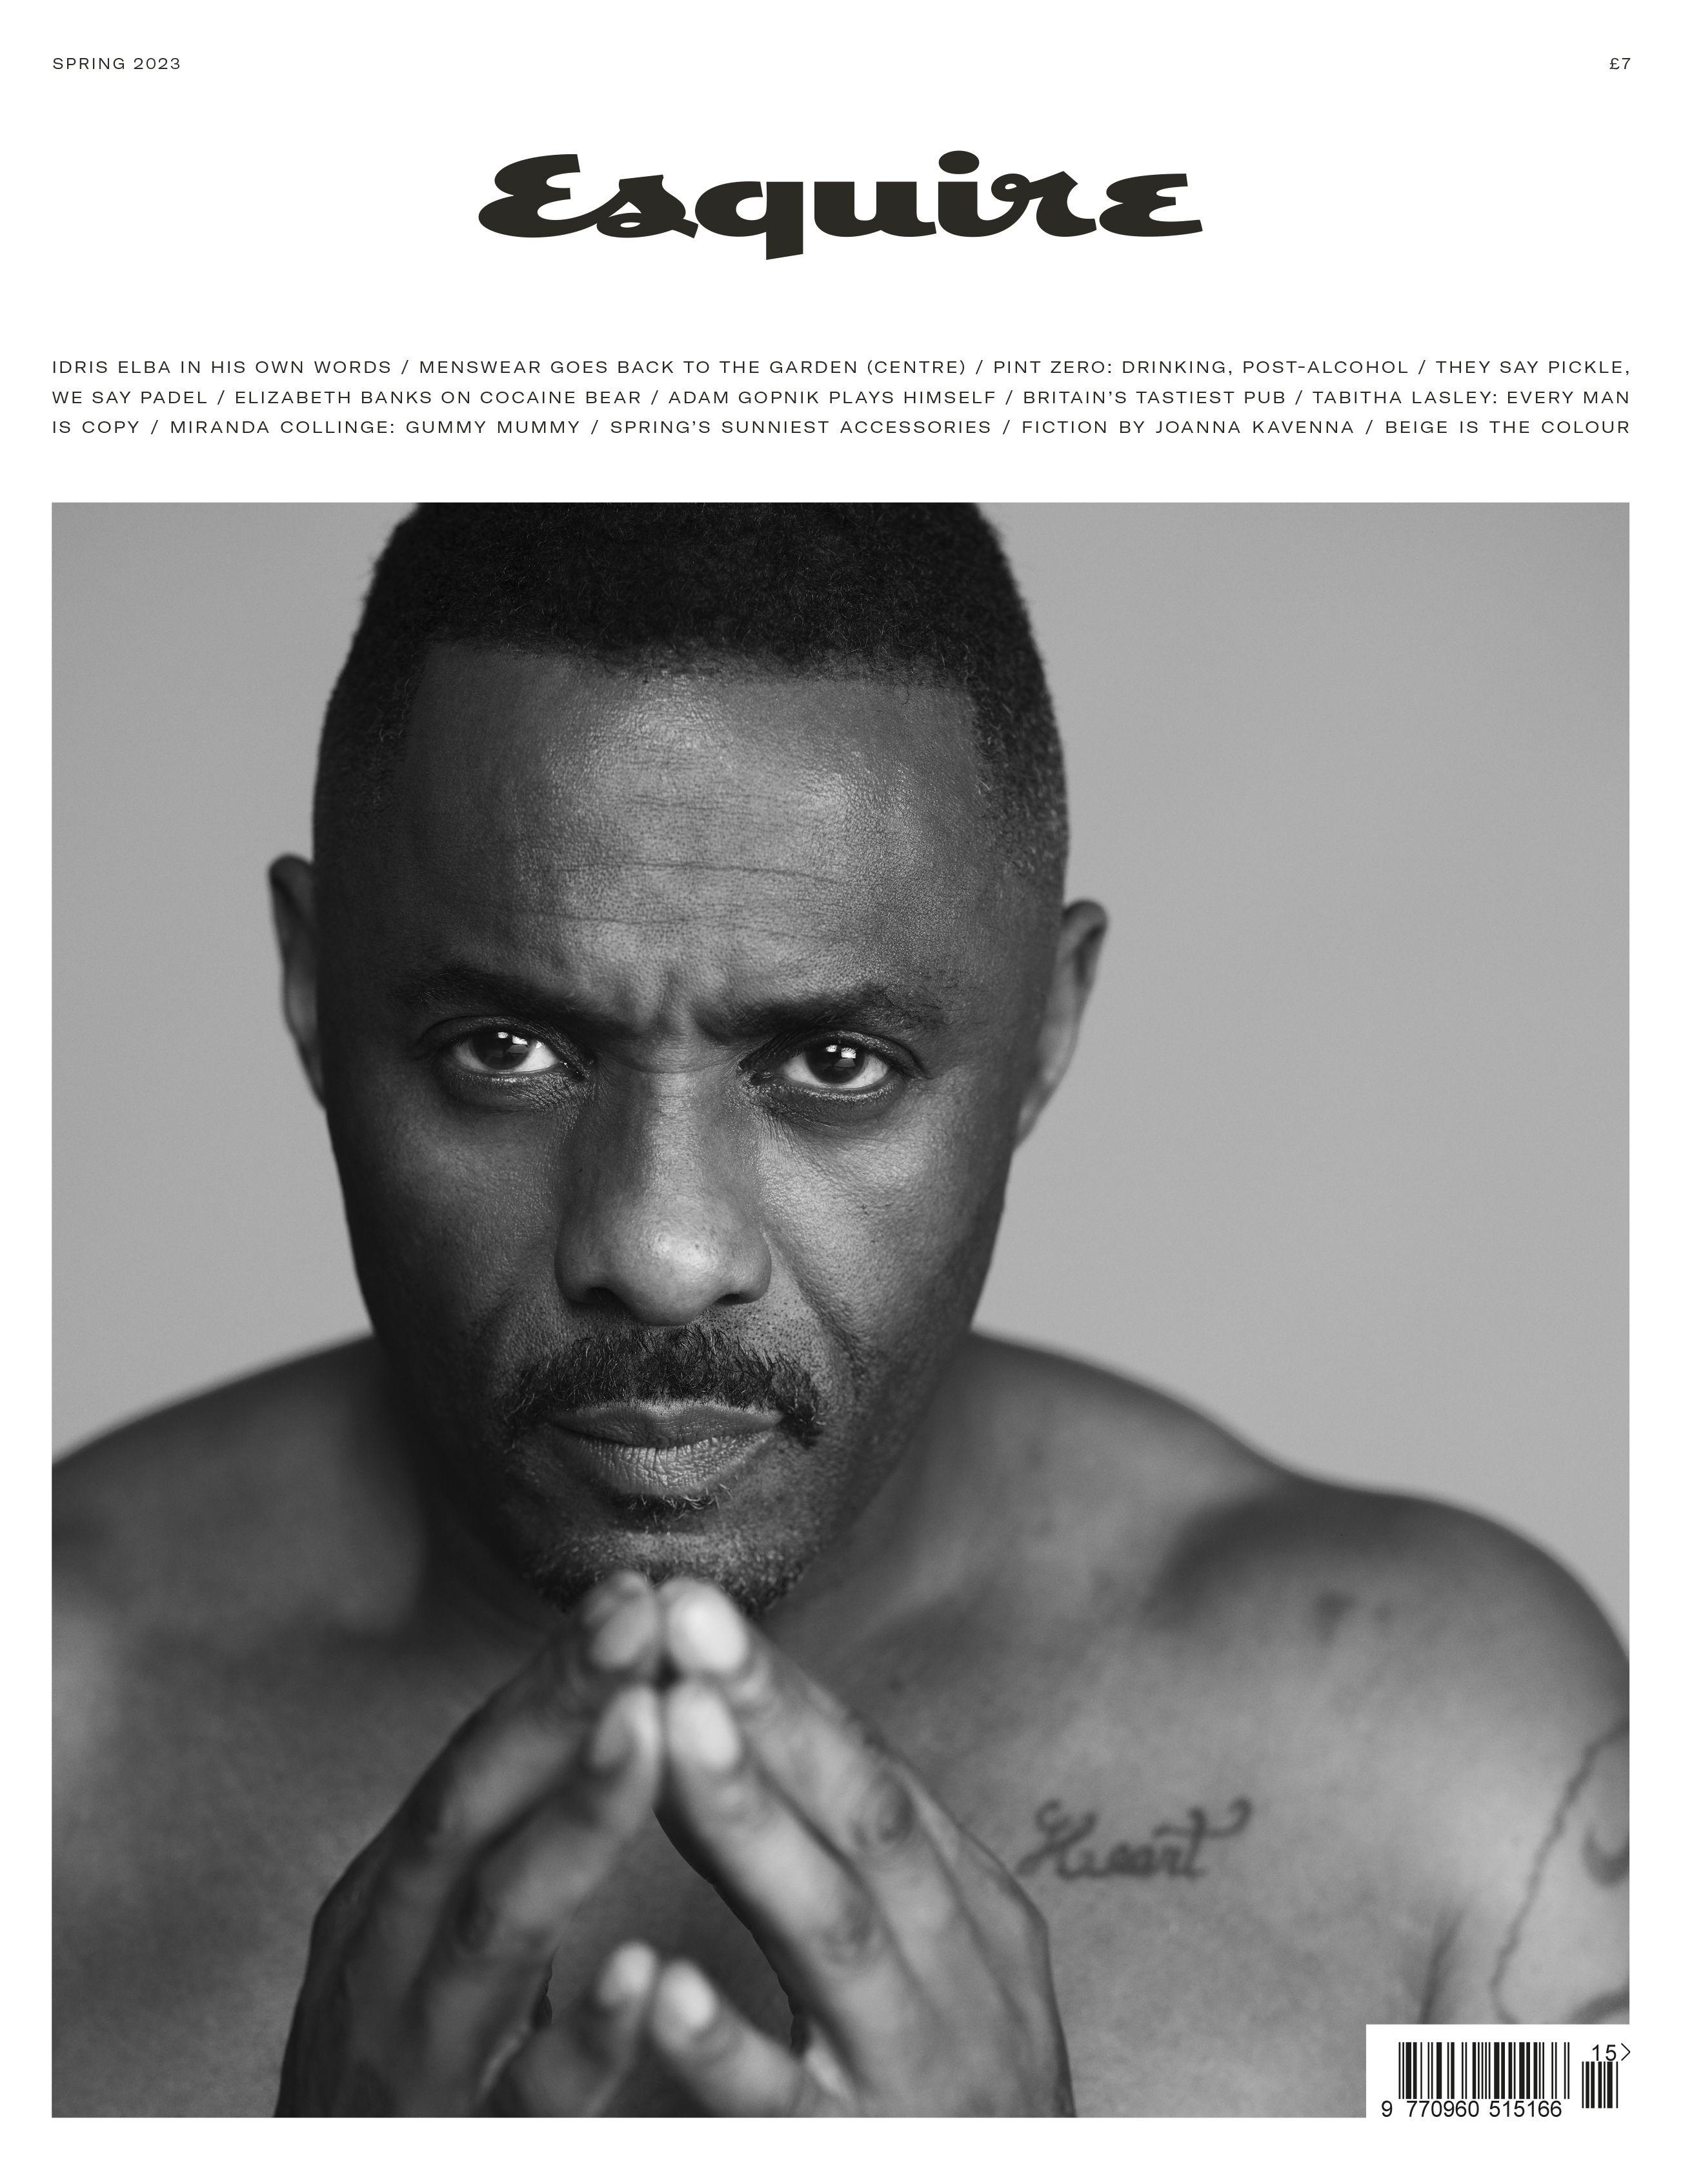 SPRING 2023
£7
Esquire
IDRIS ELBA IN HIS OWN WORDS / MENSWEAR GOES BACK TO THE GARDEN (CENTRE) / PINT ZERO: DRINKING, POST-ALCOHOL / THEY SAY PICKLE,
WE SAY PADEL / ELIZABETH BANKS ON COCAINE BEAR / ADAM GOPNIK PLAYS HIMSELF / BRITAIN’S TASTIEST PUB / TABITHA LASLEY: EVERY MAN
IS COPY / MIRANDA COLLINGE: GUMMY MUMMY / SPRING’S SUNNIEST ACCESSORIES / FICTION BY JOANNA KAVENNA / BEIGE IS THE COLOUR
Heart
15>
9 770960 515166